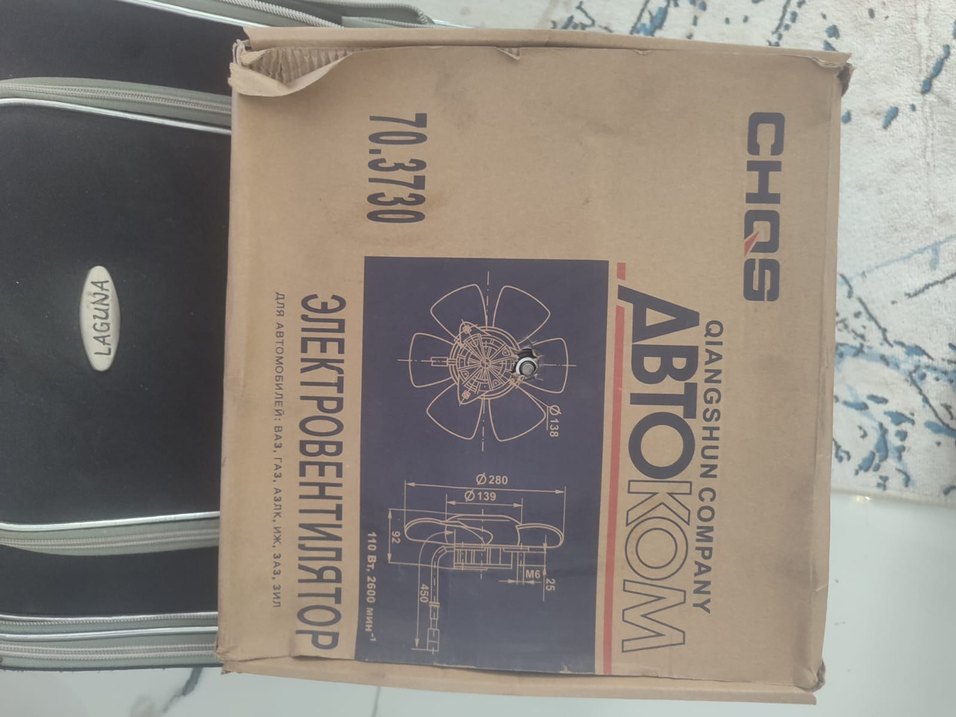 CHQS
QIANGSHUN COMPANY
АВТОКОМ
70.3730
Ø138
Ø280
Ø139
92
25
M6
450
110 Вт, 2600 мин⁻¹
ЭЛЕКТРОВЕНТИЛЯТОР
ДЛЯ АВТОМОБИЛЕЙ: ВАЗ, ГАЗ, АЗЛК, ИЖ, ЗАЗ, ЗИЛ
LAGUNA